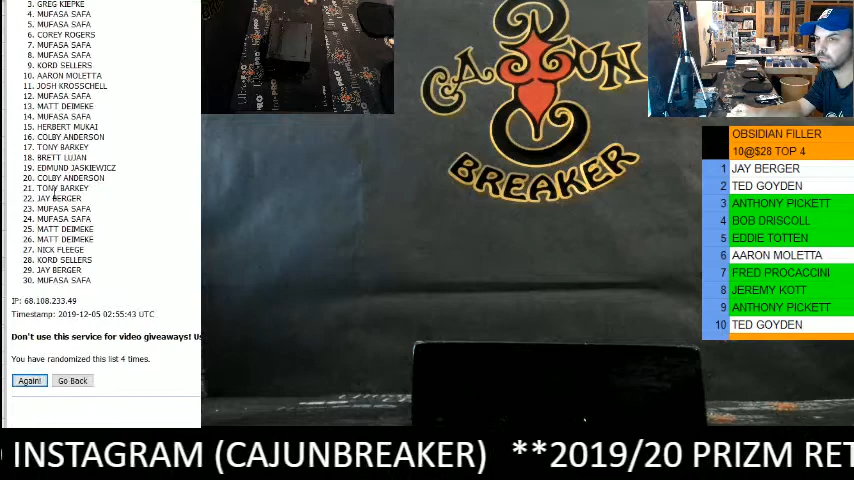 3. GREG KIEPKE
4. MUFASA SAFA
5. MUFASA SAFA
6. COREY ROGERS
7. MUFASA SAFA
8. MUFASA SAFA
9. KORD SELLERS
10. AARON MOLETTA
11. JOSH KROSSCHELL
12. MUFASA SAFA
13. MATT DEIMEKE
14. MUFASA SAFA
15. HERBERT MUKAI
16. COLBY ANDERSON
17. TONY BARKEY
18. BRETT LUJAN
19. EDMUND JASKIEWICZ
20. COLBY ANDERSON
21. TONY BARKEY
22. JAY BERGER
23. MUFASA SAFA
24. MUFASA SAFA
25. MATT DEIMEKE
26. MATT DEIMEKE
27. NICK FLEEGE
28. KORD SELLERS
29. JAY BERGER
30. MUFASA SAFA
IP: 68.108.233.49
Timestamp: 2019-12-05 02:55:43 UTC
Don't use this service for video giveaways! Us
You have randomized this list 4 times.
Again! Go Back
CAJUN
BREAKER
OBSIDIAN FILLER
10@$28 TOP 4
1 JAY BERGER
2 TED GOYDEN
3 ANTHONY PICKETT
4 BOB DRISCOLL
5 EDDIE TOTTEN
6 AARON MOLETTA
7 FRED PROCACCINI
8 JEREMY KOTT
9 ANTHONY PICKETT
10 TED GOYDEN
INSTAGRAM (CAJUNBREAKER) **2019/20 PRIZM RET